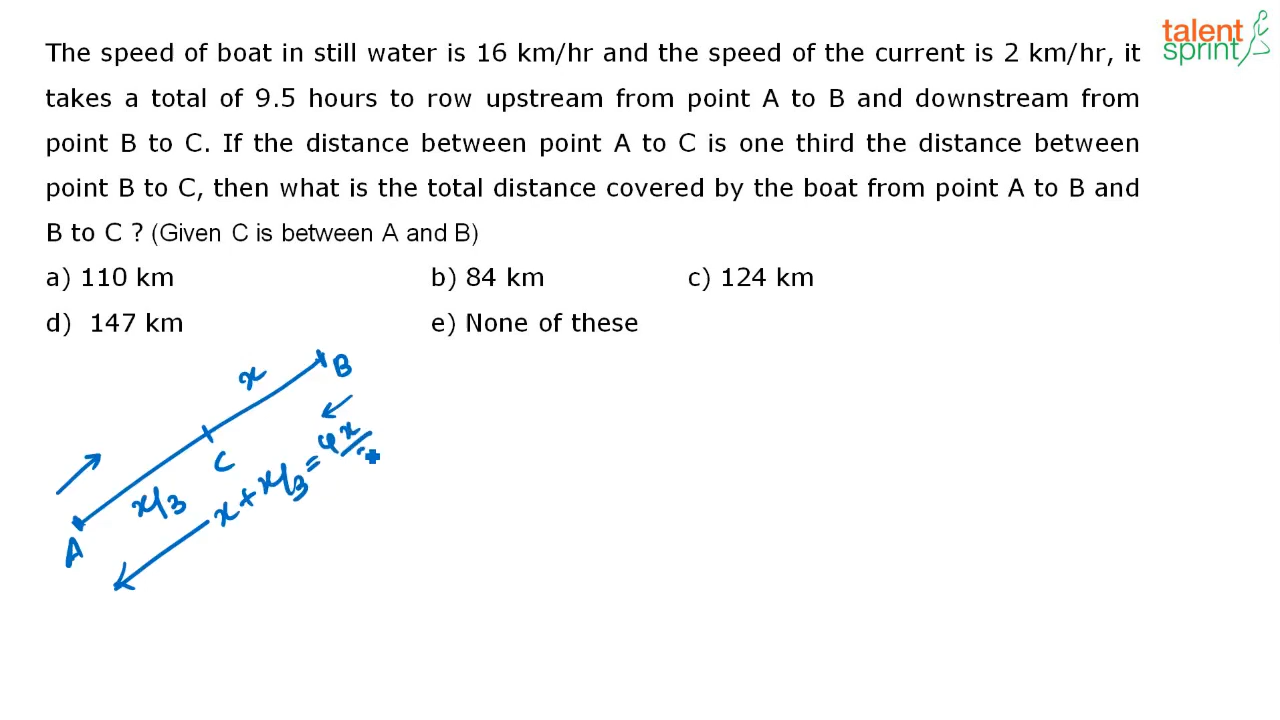 talent
sprint
The speed of boat in still water is 16 km/hr and the speed of the current is 2 km/hr, it
takes a total of 9.5 hours to row upstream from point A to B and downstream from
point B to C. If the distance between point A to C is one third the distance between
point B to C, then what is the total distance covered by the boat from point A to B and
B to C ? (Given C is between A and B)
a) 110 km b) 84 km c) 124 km
d) 147 km e) None of these
x B
C
x/3
x + x/3 = 4x/
A